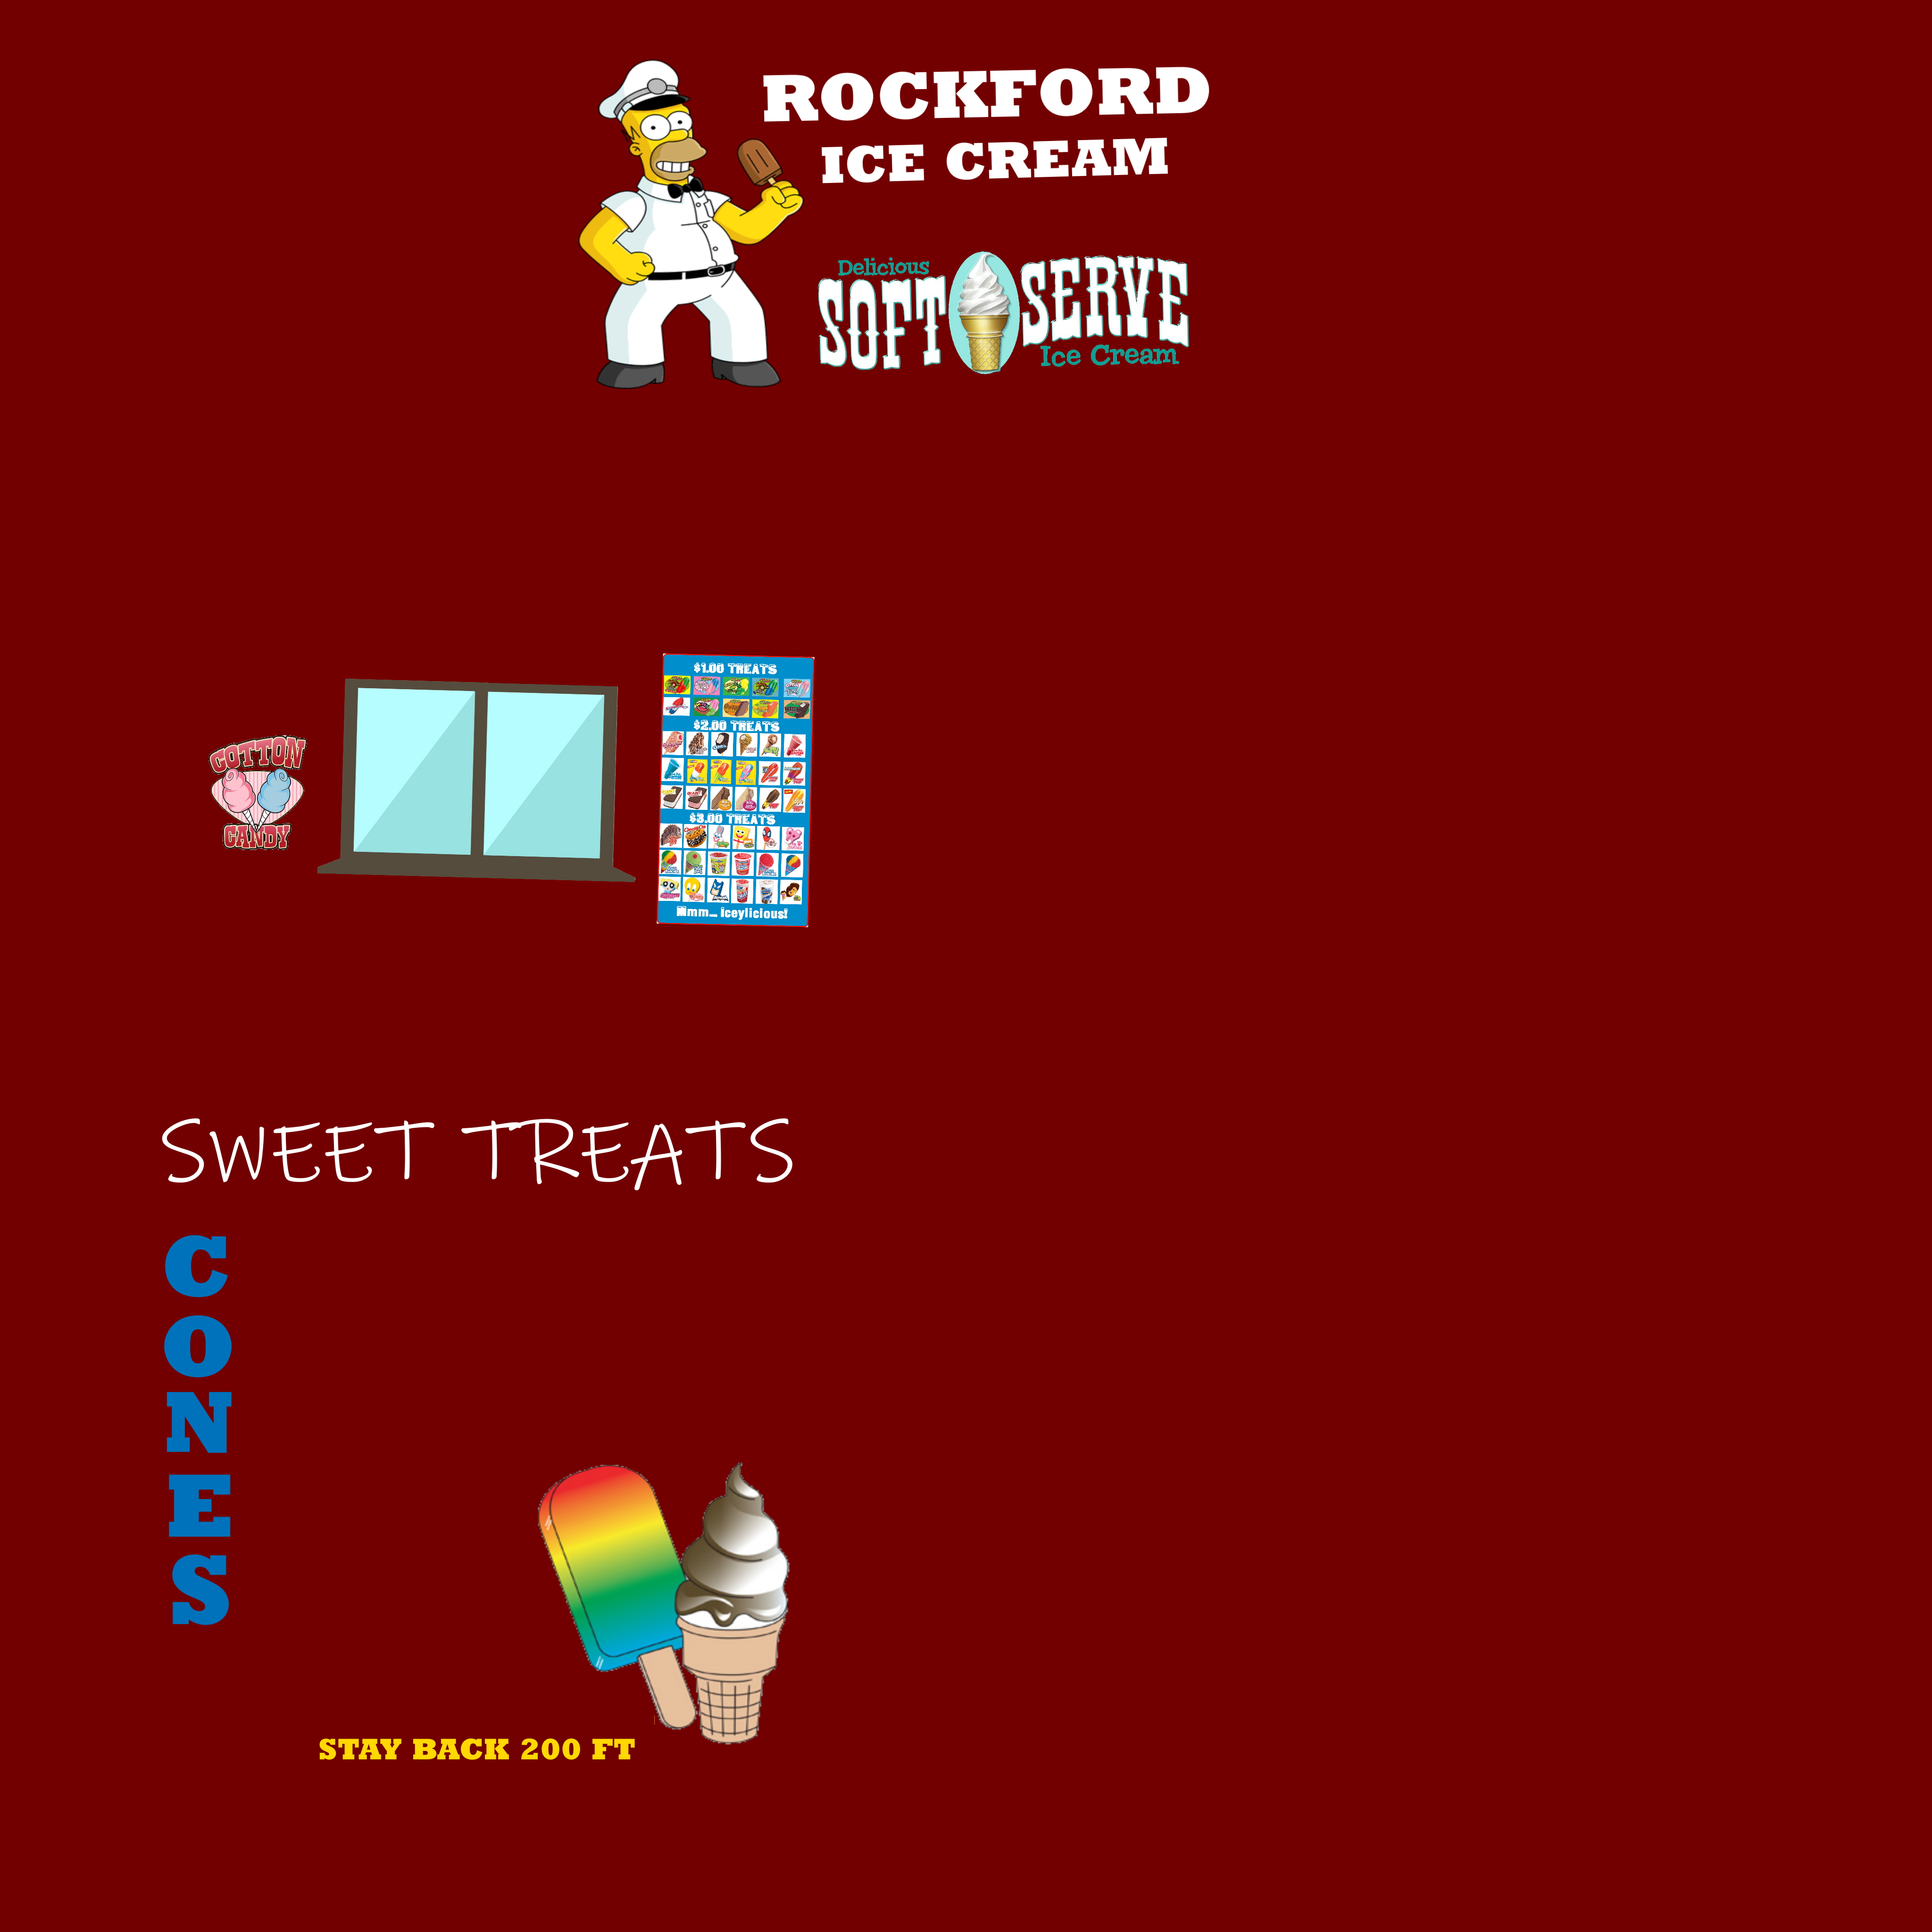 ROCKFORD
ICE CREAM
Delicious
SOFT SERVE
Ice Cream
$1.00 TREATS
$2.00 TREATS
$3.00 TREATS
Mmm... iceylicious!
COTTON
CANDY
SWEET TREATS
C
O
N
E
S
STAY BACK 200 FT